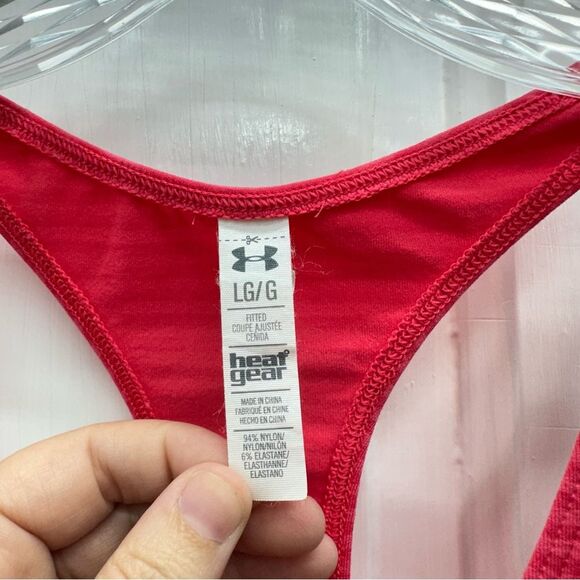 LG/G
FITTED
COUPE AJUSTÉE
CEÑIDA
heat
gear
MADE IN CHINA
FABRIQUÉ EN CHINE
HECHO EN CHINA
94% NYLON/
NYLON/NILÓN
6% ELASTANE/
ELASTHANNE/
ELASTANO